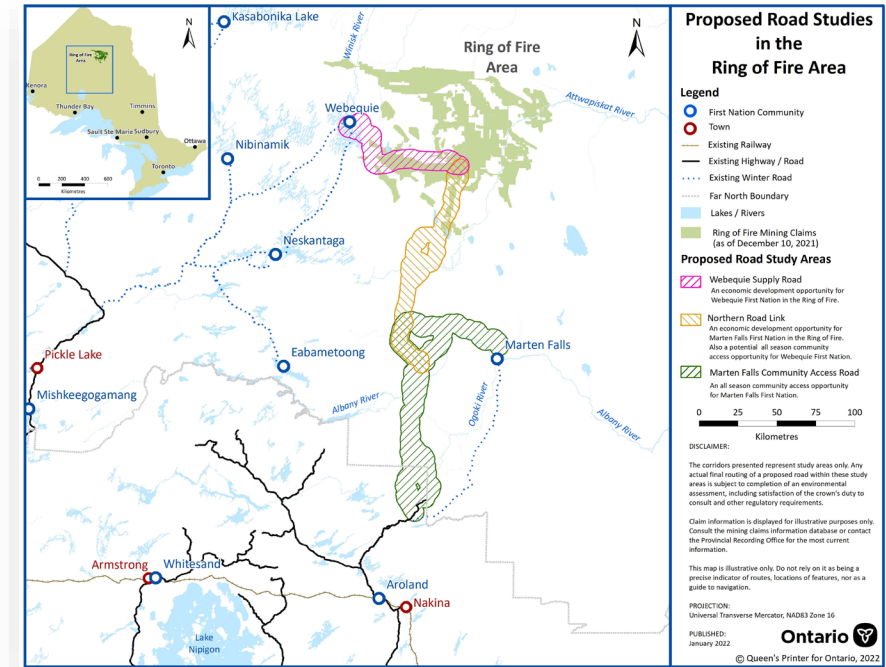 Kasabonika Lake
N
Winisk River
N
Ring of Fire
Area
Ring of Fire
Area
Kenora
Thunder Bay
Timmins
Sault Ste Marie
Sudbury
Ottawa
Toronto
0 200 400 600
Kilometres
Webequie
Attwapiskat River
Nibinamik
Neskantaga
Pickle Lake
Eabametoong
Marten Falls
Mishkeegogamang
Albany River
Ogoki River
Albany River
Armstrong
Whitesand
Aroland
Nakina
Lake
Nipigon
Proposed Road Studies
in the
Ring of Fire Area
Legend
First Nation Community
Town
Existing Railway
Existing Highway / Road
Existing Winter Road
Far North Boundary
Lakes / Rivers
Ring of Fire Mining Claims
(as of December 10, 2021)
Proposed Road Study Areas
Webequie Supply Road
An economic development opportunity for
Webequie First Nation in the Ring of Fire.
Northern Road Link
An economic development opportunity for
Marten Falls First Nation in the Ring of Fire.
Also a potential all season community
access opportunity for Webequie First Nation.
Marten Falls Community Access Road
An all season community access opportunity
for Marten Falls First Nation.
0 25 50 75 100
Kilometres
DISCLAIMER:
The corridors presented represent study areas only. Any
actual final routing of a proposed road within these study
areas is subject to completion of an environmental
assessment, including satisfaction of the crown's duty to
consult and other regulatory requirements.
Claim information is displayed for illustrative purposes only.
Consult the mining claims information database or contact
the Provincial Recording Office for the most current
information.
This map is illustrative only. Do not rely on it as being a
precise indicator of routes, locations of features, nor as a
guide to navigation.
PROJECTION:
Universal Transverse Mercator, NAD83 Zone 16
PUBLISHED:
January 2022
Ontario
© Queen's Printer for Ontario, 2022